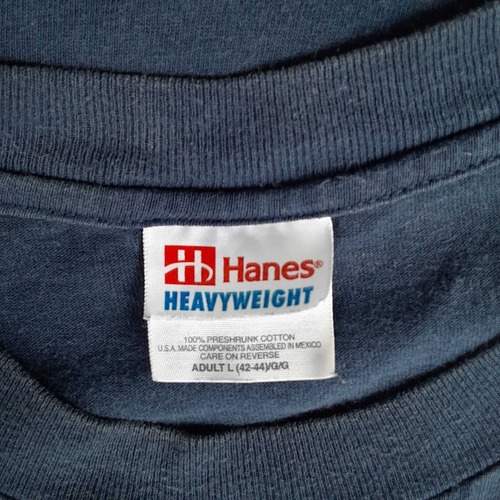 Hanes®
HEAVYWEIGHT
100% PRESHRUNK COTTON
U.S.A. MADE COMPONENTS ASSEMBLED IN MEXICO
CARE ON REVERSE
ADULT L (42-44)/G/G